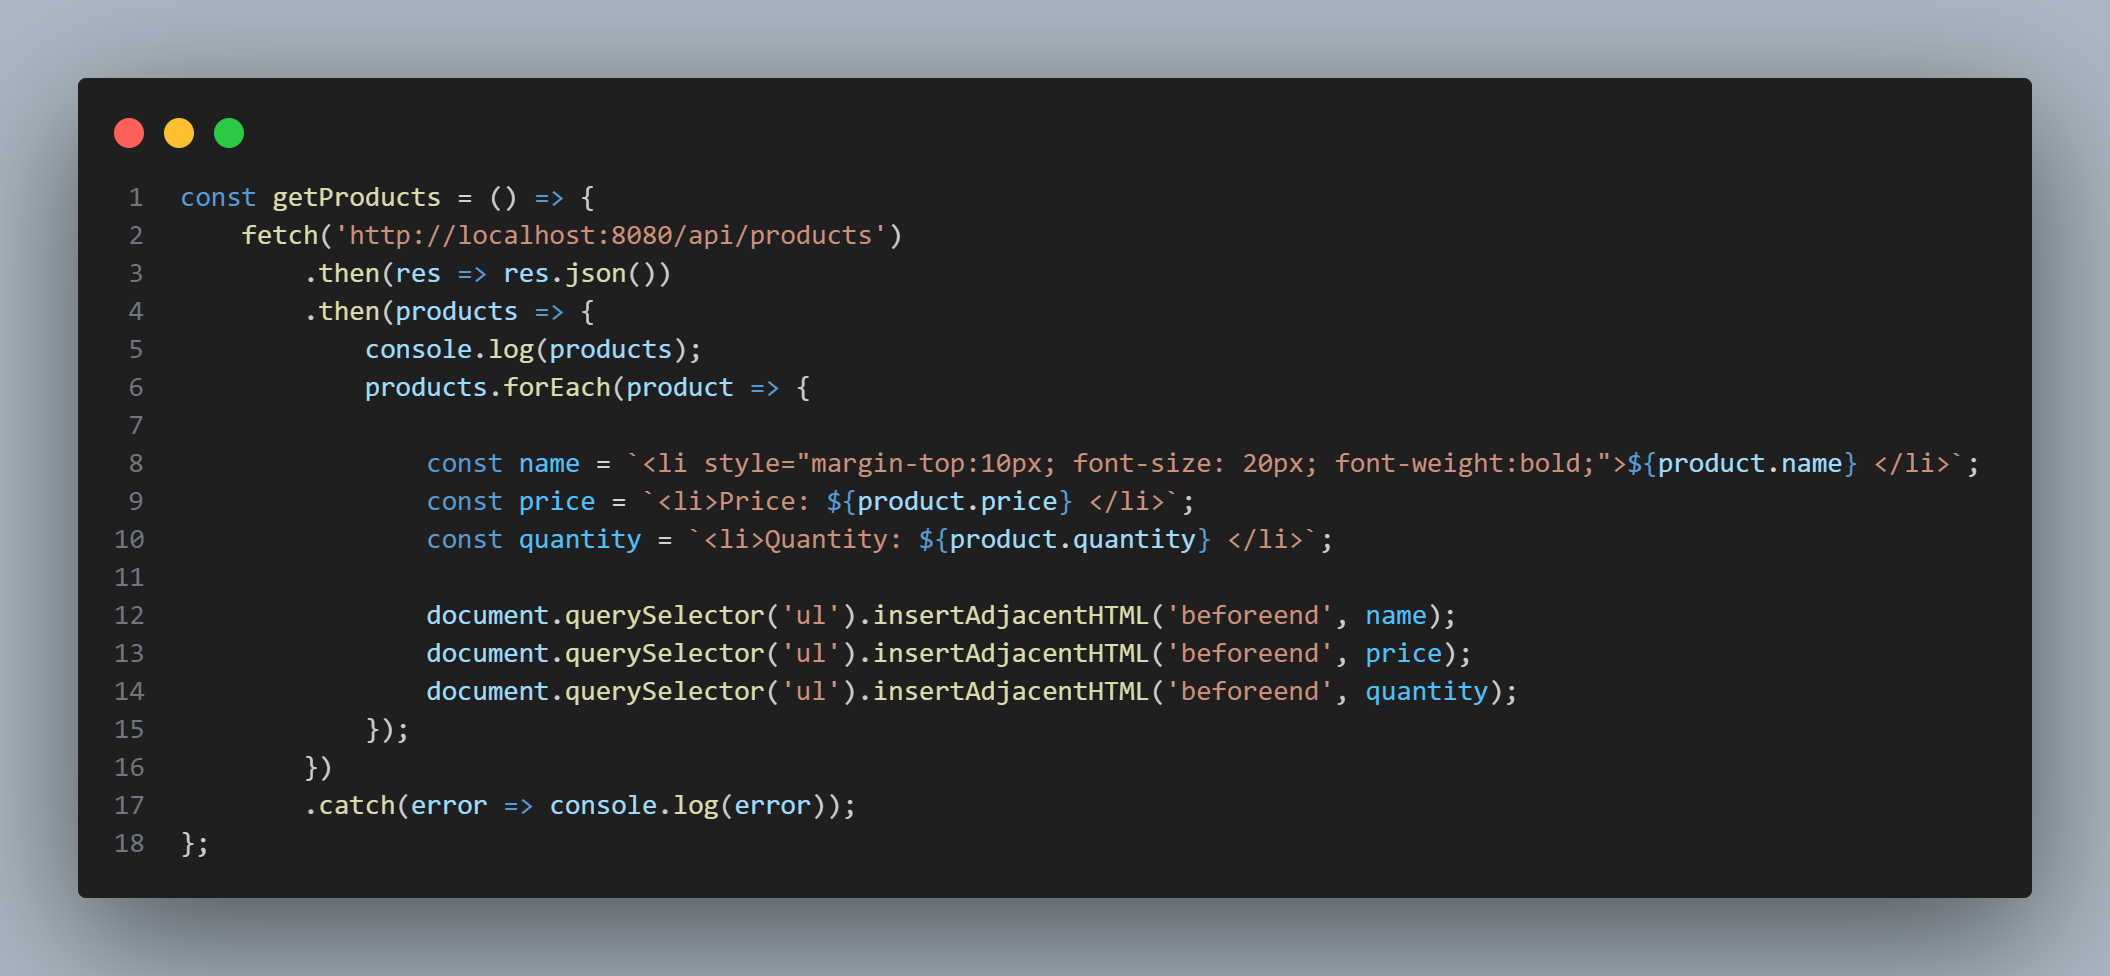 1 const getProducts = () => {
2     fetch('http://localhost:8080/api/products')
3         .then(res => res.json())
4         .then(products => {
5             console.log(products);
6             products.forEach(product => {
7
8                 const name = `<li style="margin-top:10px; font-size: 20px; font-weight:bold;">${product.name} </li>`;
9                 const price = `<li>Price: ${product.price} </li>`;
10                 const quantity = `<li>Quantity: ${product.quantity} </li>`;
11
12                 document.querySelector('ul').insertAdjacentHTML('beforeend', name);
13                 document.querySelector('ul').insertAdjacentHTML('beforeend', price);
14                 document.querySelector('ul').insertAdjacentHTML('beforeend', quantity);
15             });
16         })
17         .catch(error => console.log(error));
18 };